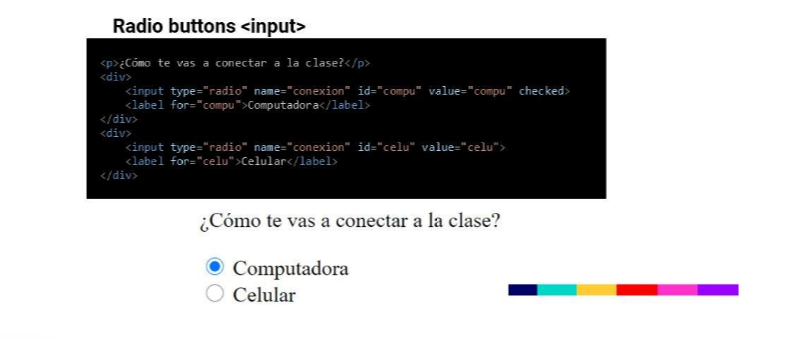 Radio buttons <input>
<p>¿Cómo te vas a conectar a la clase?</p>
<div>
<input type="radio" name="conexion" id="compu" value="compu" checked>
<label for="compu">Computadora</label>
</div>
<div>
<input type="radio" name="conexion" id="celu" value="celu">
<label for="celu">Celular</label>
</div>
¿Cómo te vas a conectar a la clase?
Computadora
Celular